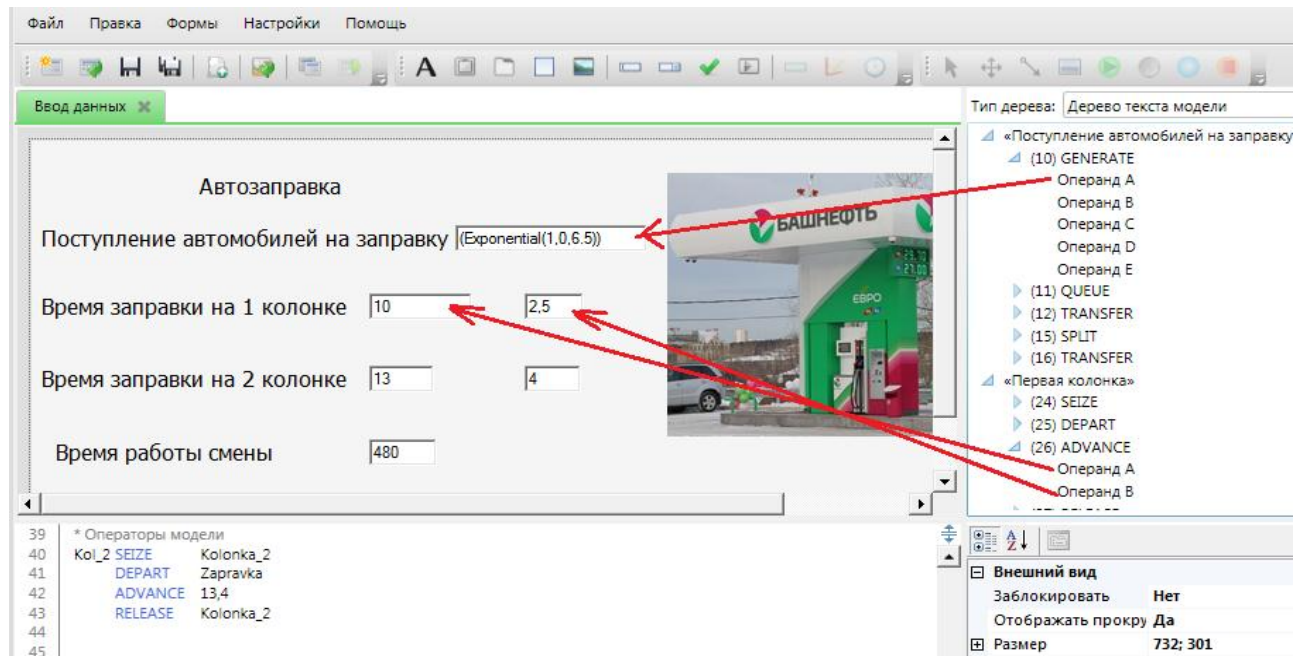 Файл Правка Формы Настройки Помощь
Ввод данных
Тип дерева: Дерево текста модели
Автозаправка
Поступление автомобилей на заправку (Exponential(1,0,6.5))
Время заправки на 1 колонке 10 2,5
Время заправки на 2 колонке 13 4
Время работы смены 480
БАШНЕФТЬ
27.00
ЕВРО
«Поступление автомобилей на заправку
(10) GENERATE
Операнд A
Операнд B
Операнд C
Операнд D
Операнд E
(11) QUEUE
(12) TRANSFER
(15) SPLIT
(16) TRANSFER
«Первая колонка»
(24) SEIZE
(25) DEPART
(26) ADVANCE
Операнд A
Операнд B
39 * Операторы модели
40 Kol_2 SEIZE Kolonka_2
41 DEPART Zapravka
42 ADVANCE 13,4
43 RELEASE Kolonka_2
44
45
Внешний вид
Заблокировать Нет
Отображать прокру Да
Размер 732; 301